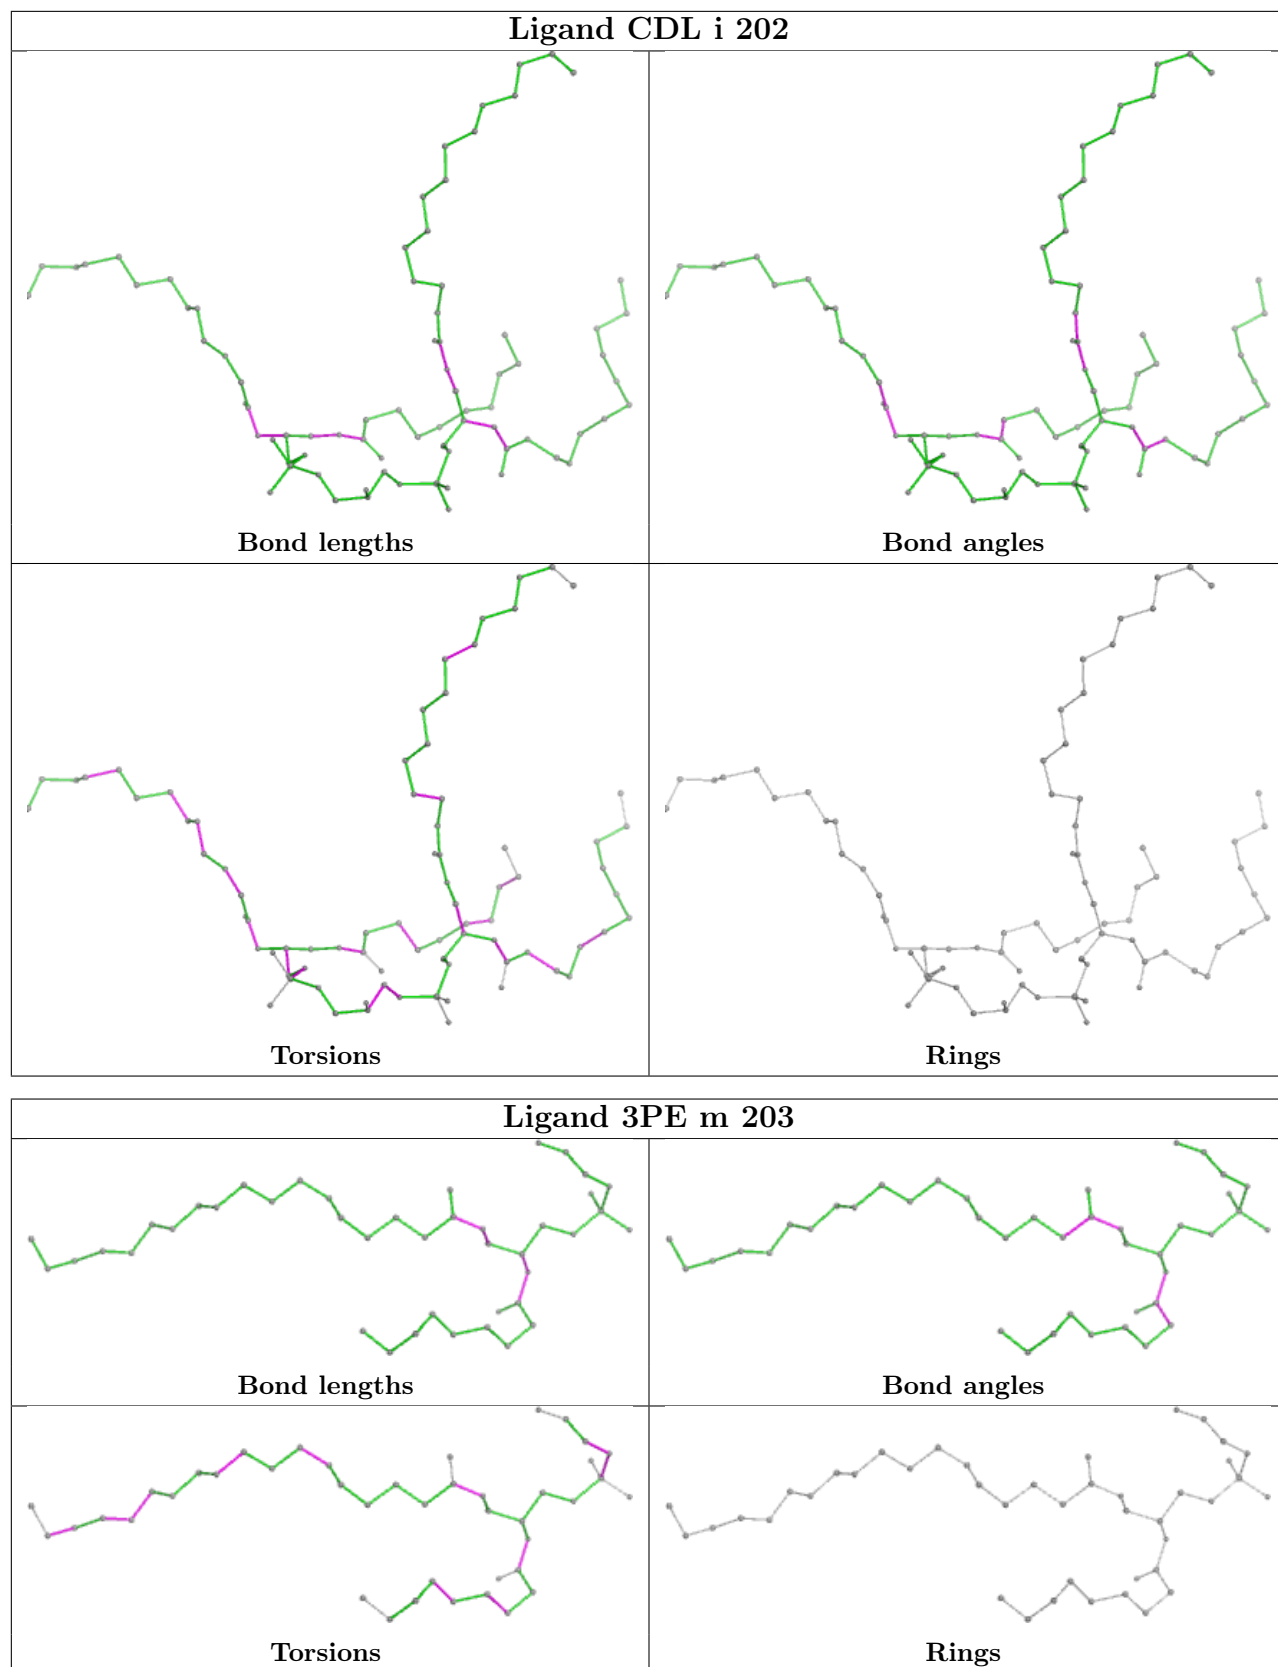 Ligand CDL i 202
Bond lengths
Bond angles
Torsions
Rings
Ligand 3PE m 203
Bond lengths
Bond angles
Torsions
Rings